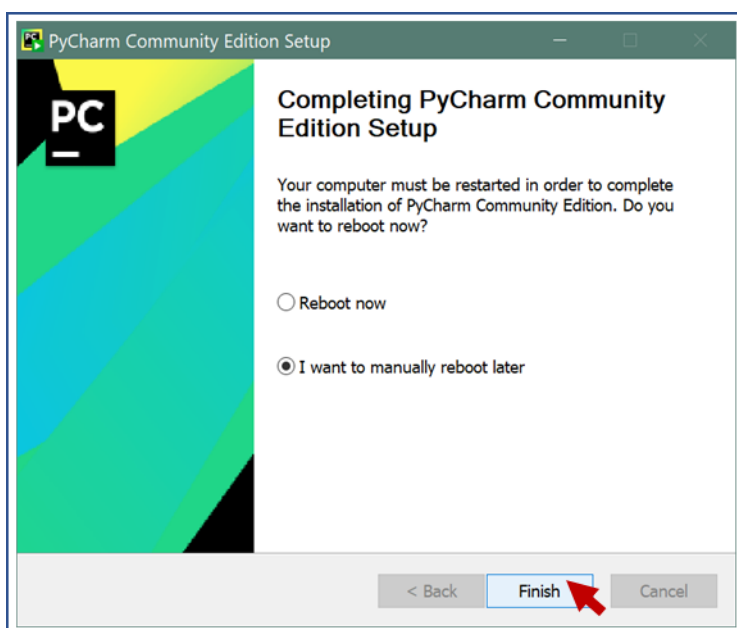 PyCharm Community Edition Setup
PC
Completing PyCharm Community
Edition Setup
Your computer must be restarted in order to complete
the installation of PyCharm Community Edition. Do you
want to reboot now?
Reboot now
I want to manually reboot later
< Back
Finish
Cancel